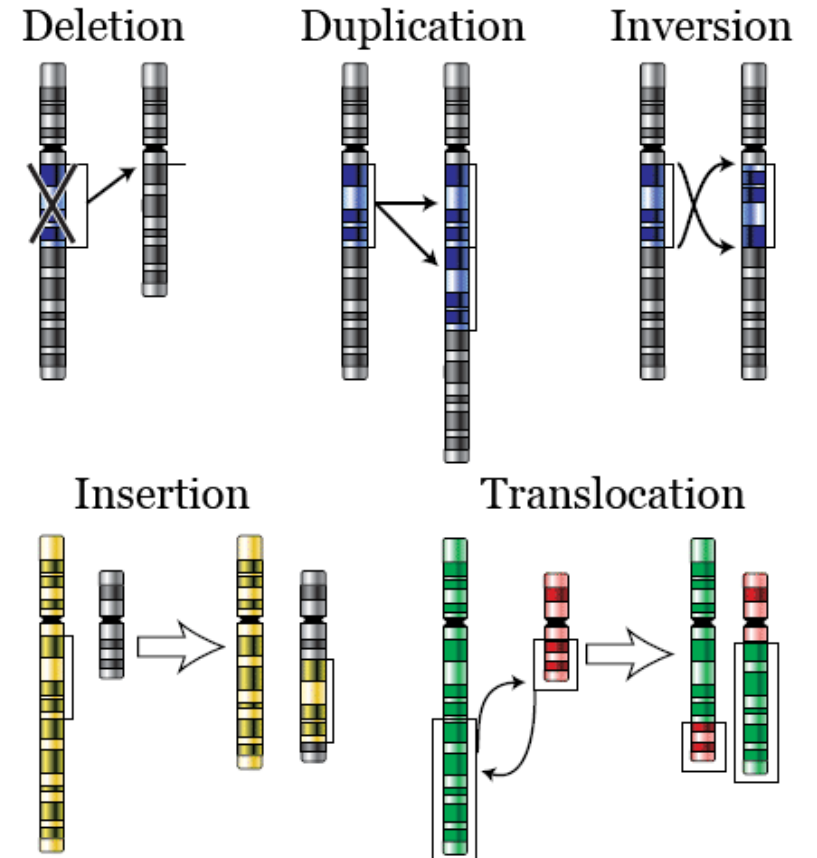 Deletion
Duplication
Inversion
Insertion
Translocation